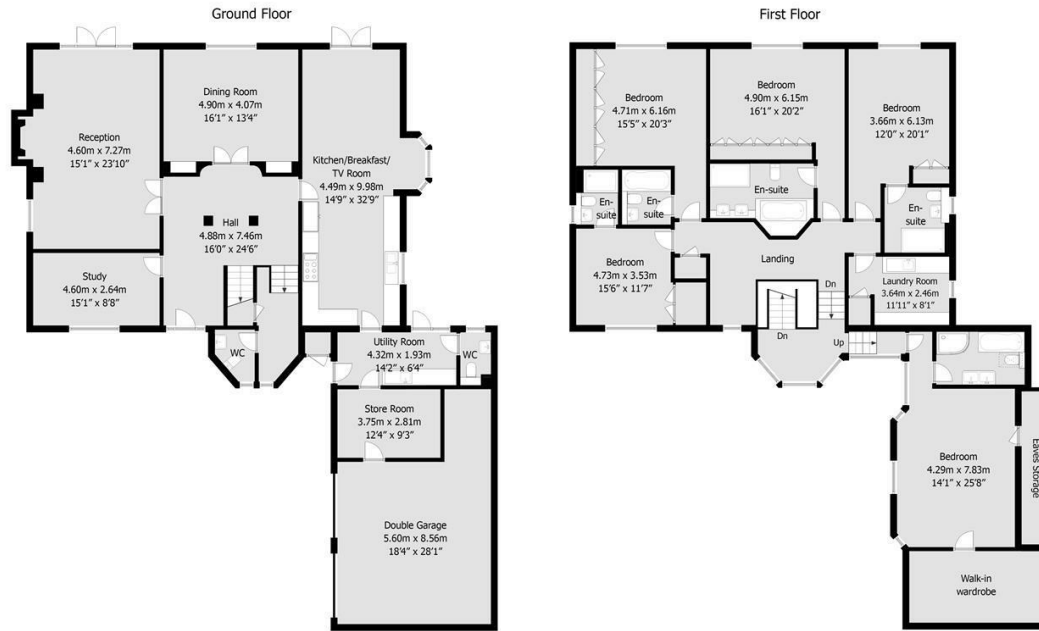 Ground Floor
Reception
4.60m x 7.27m
15'1" x 23'10"
Dining Room
4.90m x 4.07m
16'1" x 13'4"
Kitchen/Breakfast/
TV Room
4.49m x 9.98m
14'9" x 32'9"
Hall
4.88m x 7.46m
16'0" x 24'6"
Study
4.60m x 2.64m
15'1" x 8'8"
WC
Utility Room
4.32m x 1.93m
14'2" x 6'4"
WC
Store Room
3.75m x 2.81m
12'4" x 9'3"
Double Garage
5.60m x 8.56m
18'4" x 28'1"
First Floor
Bedroom
4.71m x 6.16m
15'5" x 20'3"
Bedroom
4.90m x 6.15m
16'1" x 20'2"
Bedroom
3.66m x 6.13m
12'0" x 20'1"
En-
suite
En-
suite
En-suite
En-
suite
Bedroom
4.73m x 3.53m
15'6" x 11'7"
Landing
Laundry Room
3.64m x 2.46m
11'11" x 8'1"
Dn
Dn
Up
Bedroom
4.29m x 7.83m
14'1" x 25'8"
Eaves Storage
Walk-in
wardrobe